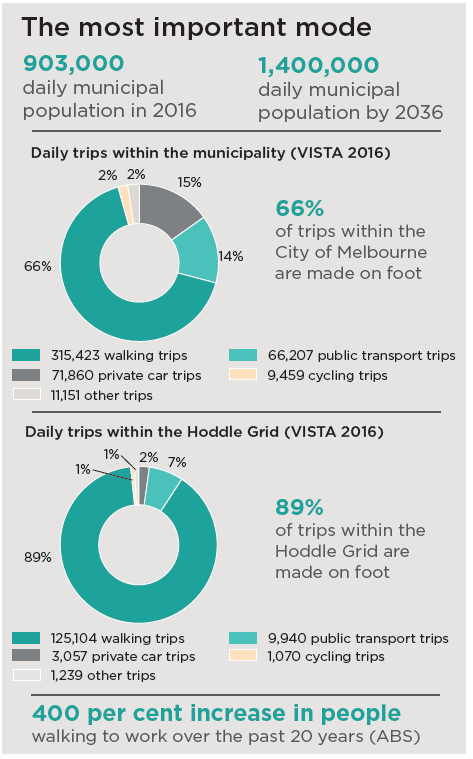 The most important mode
903,000
daily municipal
population in 2016
1,400,000
daily municipal
population by 2036
Daily trips within the municipality (VISTA 2016)
2%
2%
15%
14%
66%
66%
of trips within the
City of Melbourne
are made on foot
315,423 walking trips
66,207 public transport trips
71,860 private car trips
9,459 cycling trips
11,151 other trips
Daily trips within the Hoddle Grid (VISTA 2016)
1%
1%
2%
7%
89%
89%
of trips within the
Hoddle Grid are
made on foot
125,104 walking trips
9,940 public transport trips
3,057 private car trips
1,070 cycling trips
1,239 other trips
400 per cent increase in people
walking to work over the past 20 years (ABS)